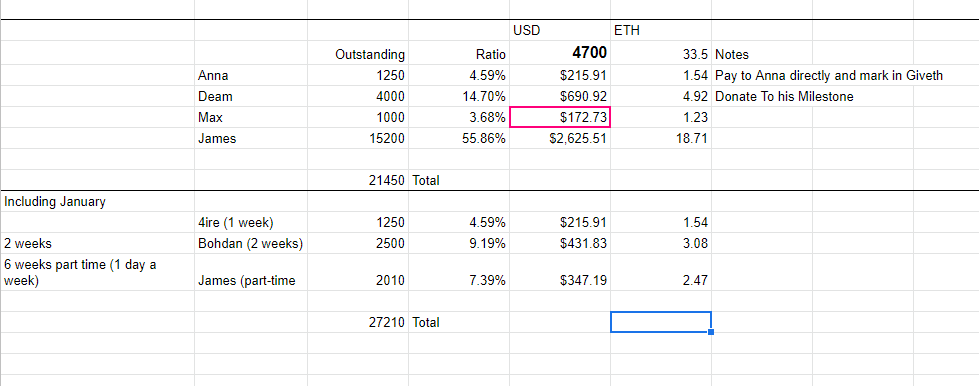 USD ETH
Outstanding Ratio 4700 33.5 Notes
Anna 1250 4.59% $215.91 1.54 Pay to Anna directly and mark in Giveth
Deam 4000 14.70% $690.92 4.92 Donate To his Milestone
Max 1000 3.68% $172.73 1.23
James 15200 55.86% $2,625.51 18.71
21450 Total
Including January
4ire (1 week) 1250 4.59% $215.91 1.54
2 weeks Bohdan (2 weeks) 2500 9.19% $431.83 3.08
6 weeks part time (1 day a
week) James (part-time 2010 7.39% $347.19 2.47
27210 Total